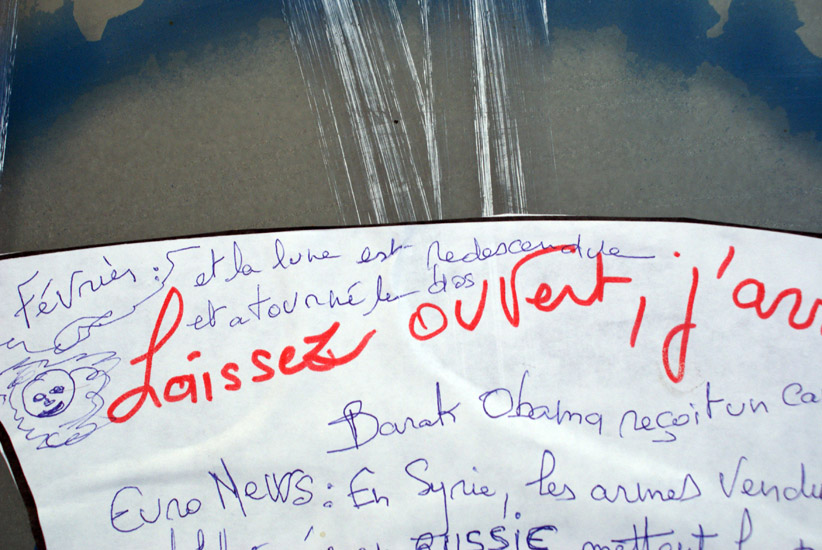 Février : et la lune est redescendue
et a tourné le dos
Laissez ouvert, j'arr
Barak Obama reçoit un ca
Euro News : En Syrie, les armes vendu
mettent